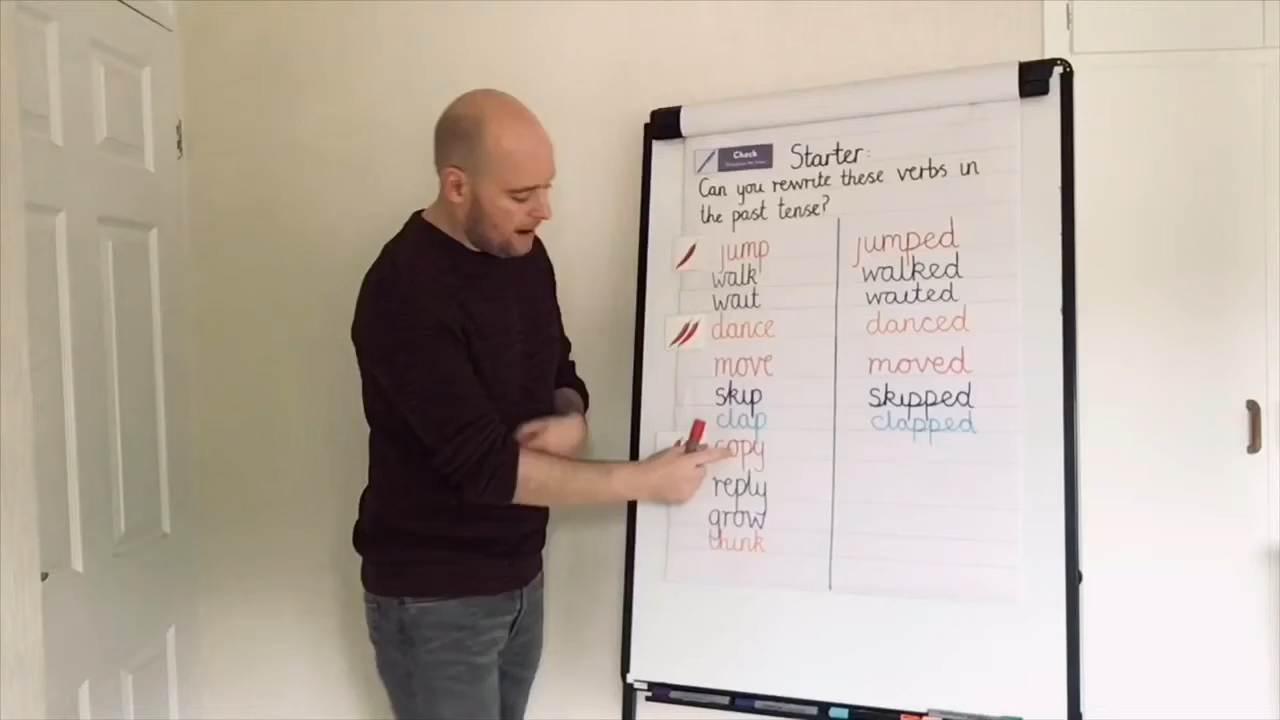 Check
Starter:
Can you rewrite these verbs in
the past tense?
jump jumped
walk walked
wait waited
dance danced
move moved
skip skipped
clap clapped
copy
reply
grow
think